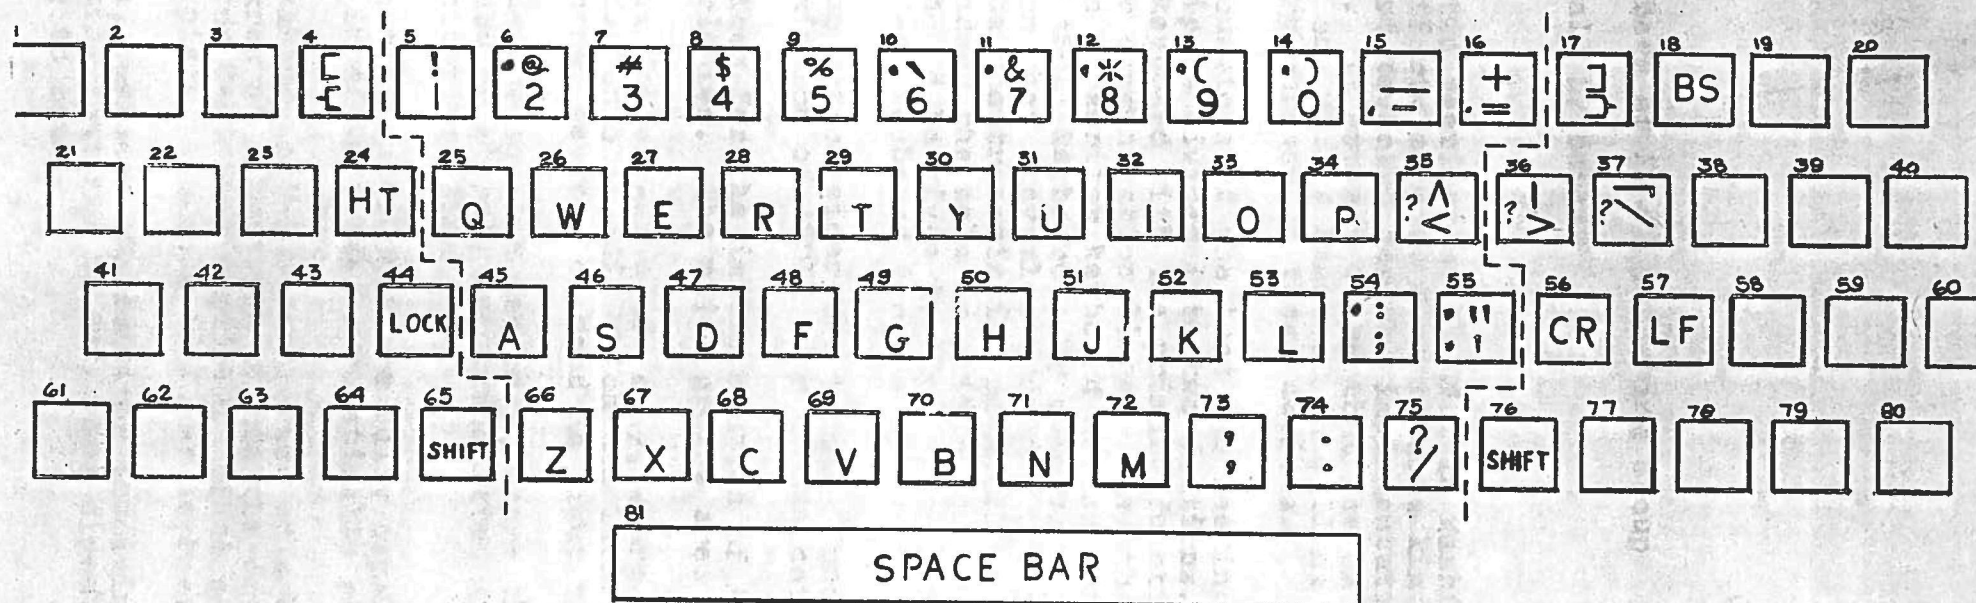 1 2 3 4 5 6 7 8 9 10 11 12 13 14 15 16 17 18 19 20
[ ! @ # $ % ` & * ( ) _ + ]
{ 1 2 3 4 5 6 7 8 9 0 - = } BS
21 22 23 24 25 26 27 28 29 30 31 32 33 34 35 36 37 38 39 40
? ^ ? | ? ¬
HT Q W E R T Y U I O P < > \
41 42 43 44 45 46 47 48 49 50 51 52 53 54 55 56 57 58 59 60
: "
LOCK A S D F G H J K L ; ' CR LF
61 62 63 64 65 66 67 68 69 70 71 72 73 74 75 76 77 78 79 80
, . ?
SHIFT Z X C V B N M , . / SHIFT
81
SPACE BAR